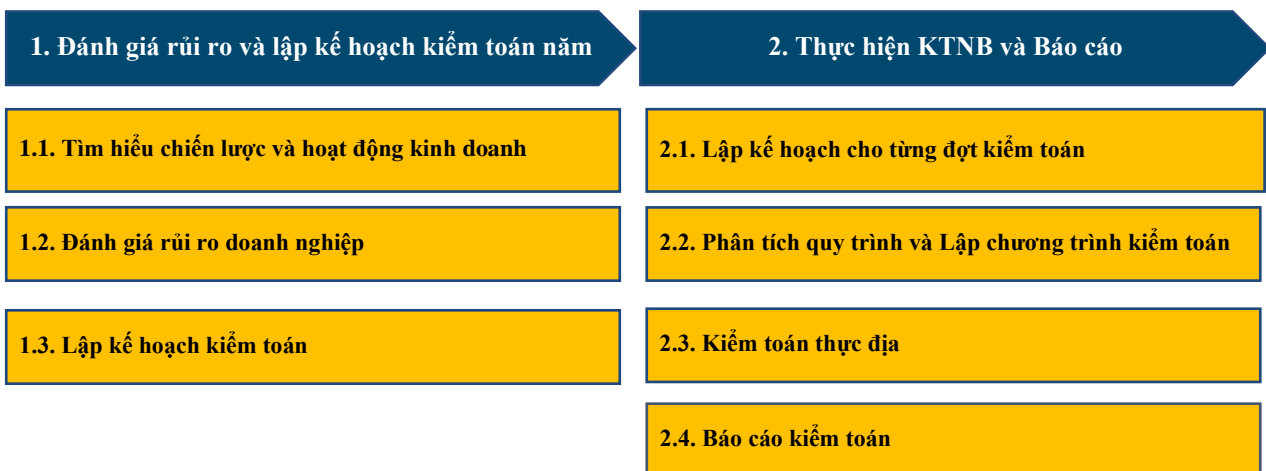 1. Đánh giá rủi ro và lập kế hoạch kiểm toán năm
2. Thực hiện KTNB và Báo cáo
1.1. Tìm hiểu chiến lược và hoạt động kinh doanh
1.2. Đánh giá rủi ro doanh nghiệp
1.3. Lập kế hoạch kiểm toán
2.1. Lập kế hoạch cho từng đợt kiểm toán
2.2. Phân tích quy trình và Lập chương trình kiểm toán
2.3. Kiểm toán thực địa
2.4. Báo cáo kiểm toán